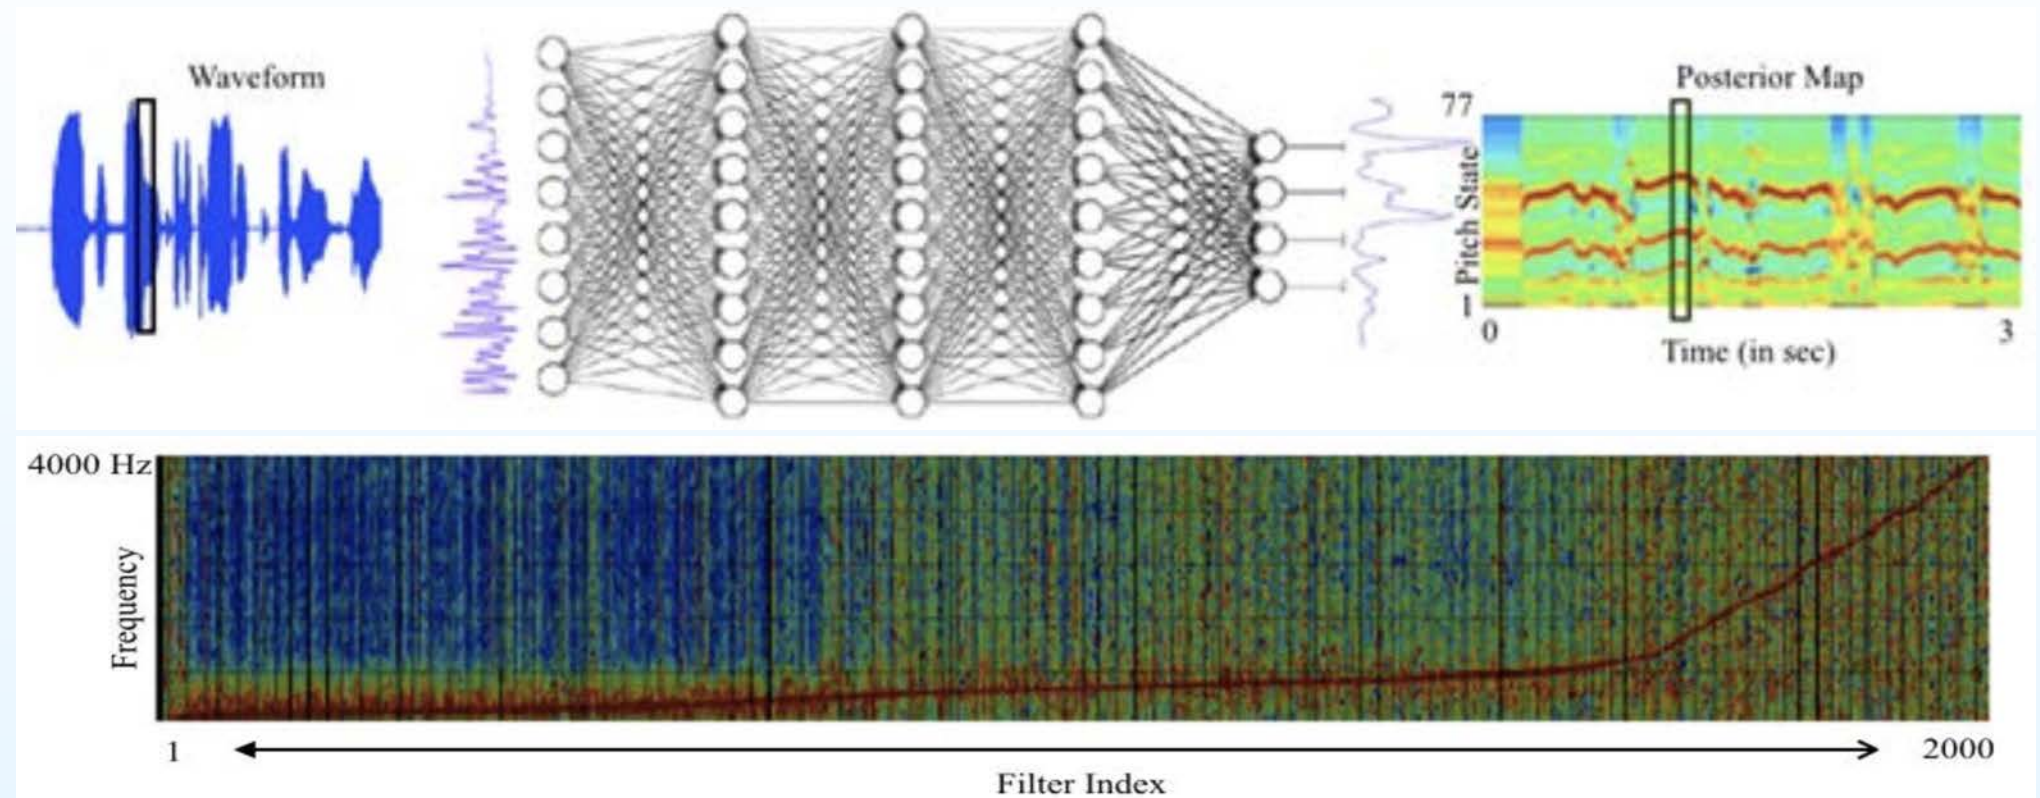 Waveform
Posterior Map
77
Pitch State
1
0
3
Time (in sec)
4000 Hz
Frequency
1
2000
Filter Index